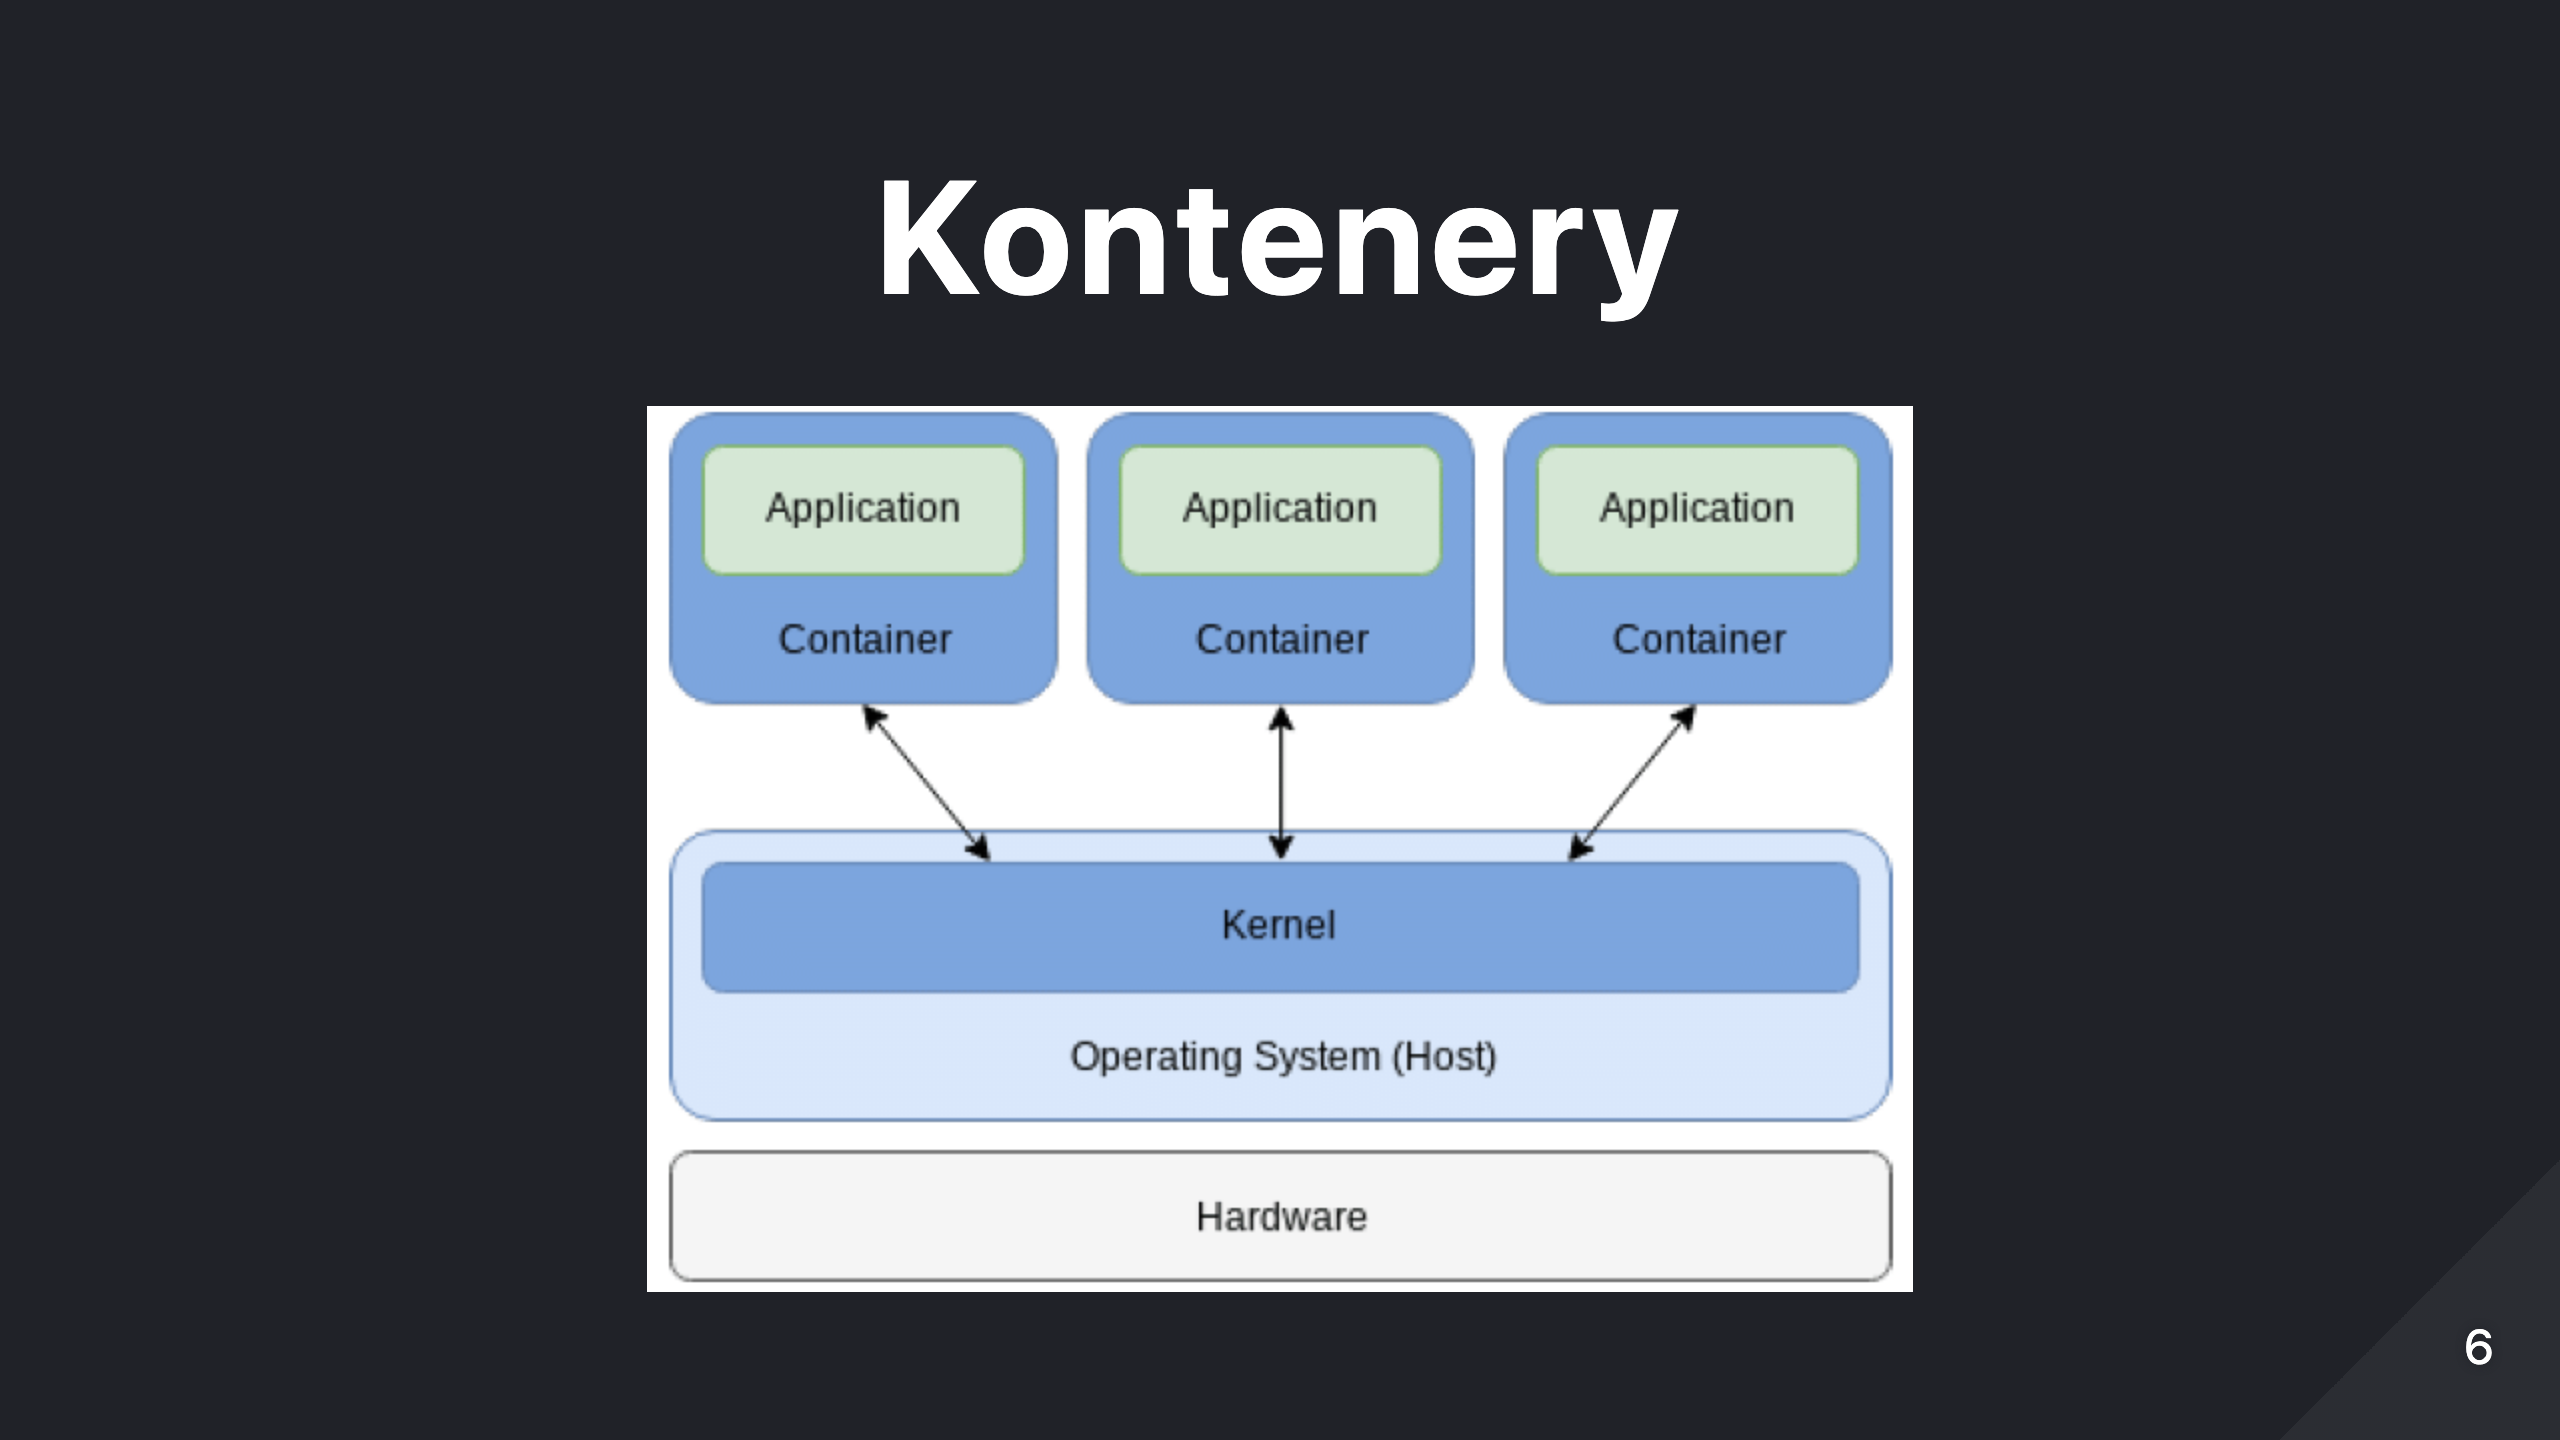 Kontenery
Application
Application
Application
Container
Container
Container
Kernel
Operating System (Host)
Hardware
6